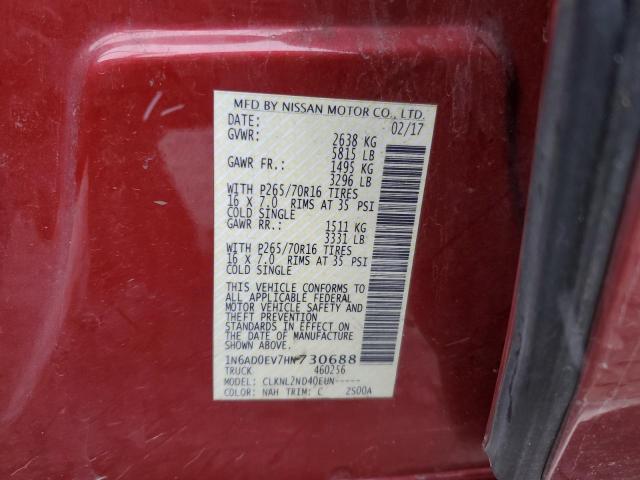 MFD BY NISSAN MOTOR CO., LTD.
DATE: 02/17
GVWR: 2638 KG
5815 LB
GAWR FR.: 1495 KG
3296 LB
WITH P265/70R16 TIRES
16 X 7.0 RIMS AT 35 PSI
COLD SINGLE
GAWR RR.: 1511 KG
3331 LB
WITH P265/70R16 TIRES
16 X 7.0 RIMS AT 35 PSI
COLD SINGLE
THIS VEHICLE CONFORMS TO
ALL APPLICABLE FEDERAL
MOTOR VEHICLE SAFETY AND
THEFT PREVENTION
STANDARDS IN EFFECT ON
THE DATE OF MANUFACTURE
SHOWN ABOVE.
1N6AD0EV7HN730688
TRUCK 460256
MODEL: CLKNL2ND40EUN-----
COLOR: NAH TRIM: C 2S00A